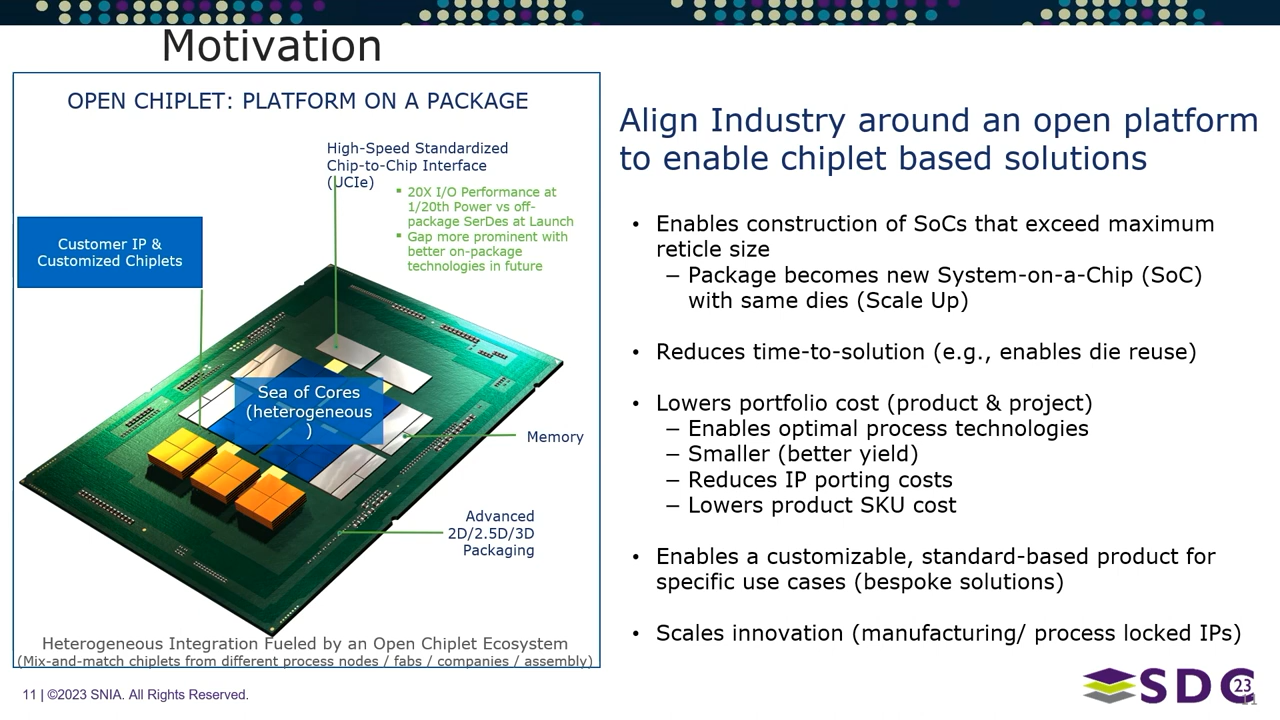 Motivation
OPEN CHIPLET: PLATFORM ON A PACKAGE
High-Speed Standardized
Chip-to-Chip Interface
(UCIe)
▪ 20X I/O Performance at
1/20th Power vs off-
package SerDes at Launch
▪ Gap more prominent with
better on-package
technologies in future
Customer IP &
Customized Chiplets
Sea of Cores
(heterogeneous
)
Memory
Advanced
2D/2.5D/3D
Packaging
Heterogeneous Integration Fueled by an Open Chiplet Ecosystem
(Mix-and-match chiplets from different process nodes / fabs / companies / assembly)
Align Industry around an open platform
to enable chiplet based solutions
• Enables construction of SoCs that exceed maximum
reticle size
– Package becomes new System-on-a-Chip (SoC)
with same dies (Scale Up)
• Reduces time-to-solution (e.g., enables die reuse)
• Lowers portfolio cost (product & project)
– Enables optimal process technologies
– Smaller (better yield)
– Reduces IP porting costs
– Lowers product SKU cost
• Enables a customizable, standard-based product for
specific use cases (bespoke solutions)
• Scales innovation (manufacturing/ process locked IPs)
11 | ©2023 SNIA. All Rights Reserved.
SDC 23
11